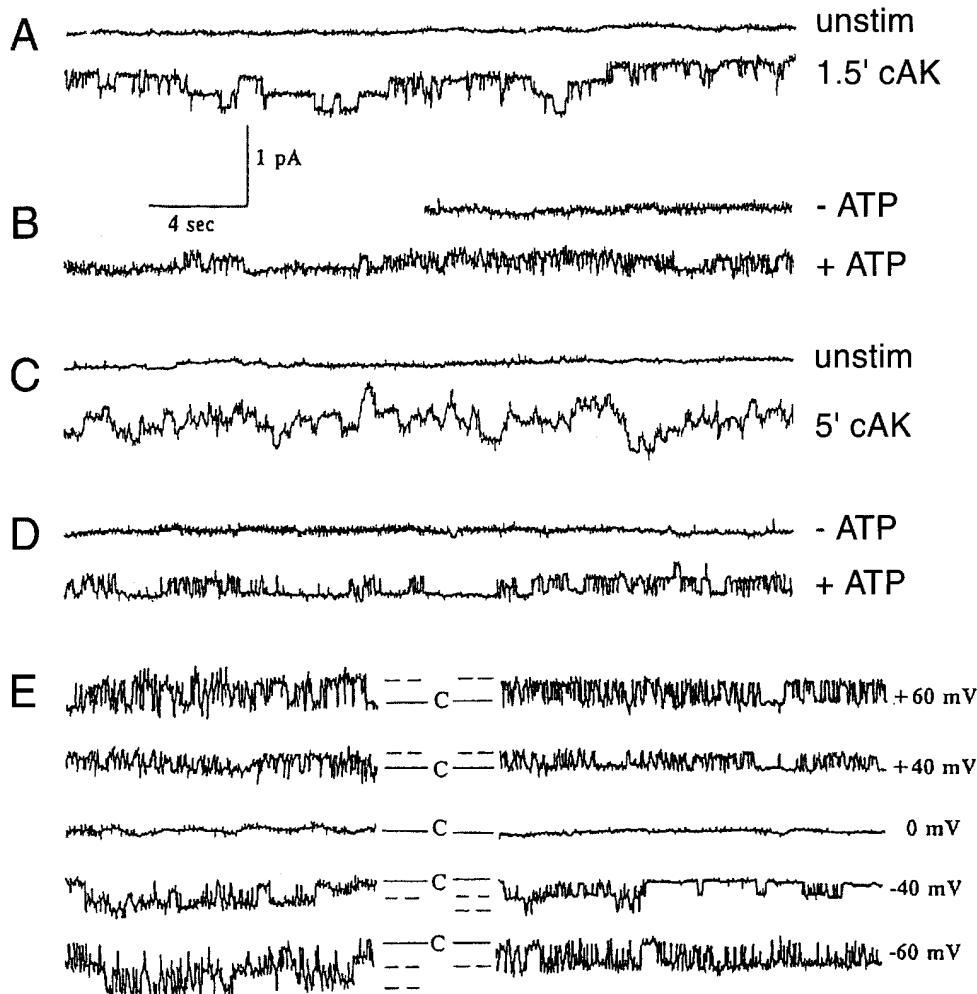 A
unstim
1.5' cAK
1 pA
4 sec
B
- ATP
+ ATP
C
unstim
5' cAK
D
- ATP
+ ATP
E
C
+60 mV
C
+40 mV
C
0 mV
C
-40 mV
C
-60 mV